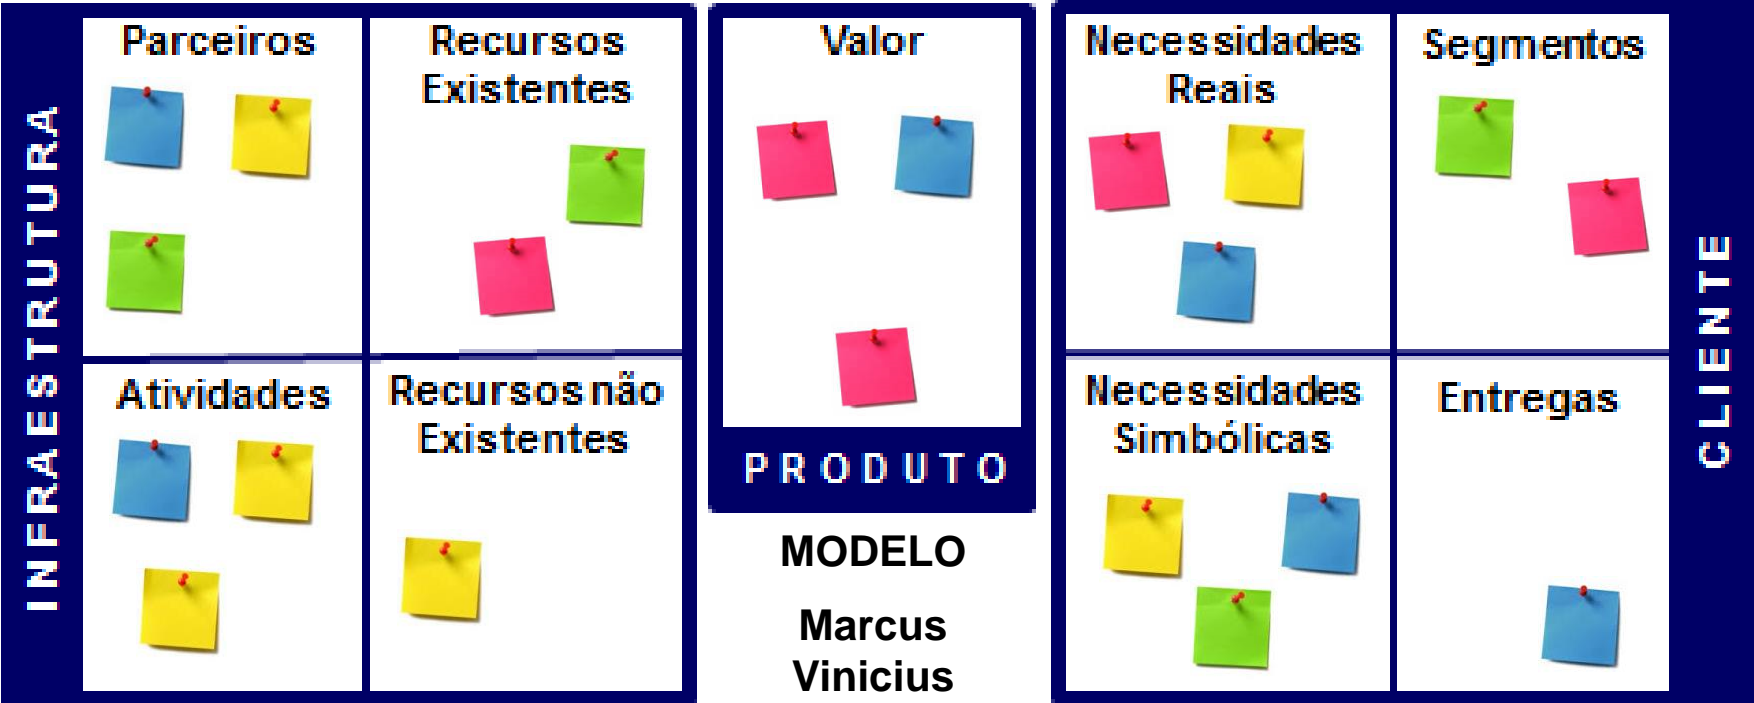 INFRAESTRUTURA
Parceiros
Recursos
Existentes
Atividades
Recursos não
Existentes
Valor
PRODUTO
MODELO
Marcus
Vinicius
Necessidades
Reais
Segmentos
Necessidades
Simbólicas
Entregas
CLIENTE